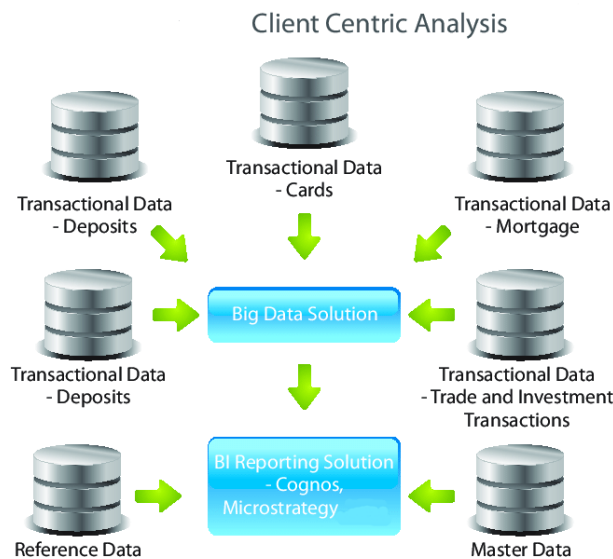 Client Centric Analysis
Transactional Data
- Cards
Transactional Data
- Deposits
Transactional Data
- Mortgage
Big Data Solution
Transactional Data
- Deposits
Transactional Data
- Trade and Investment
Transactions
BI Reporting Solution
- Cognos,
Microstrategy
Reference Data
Master Data